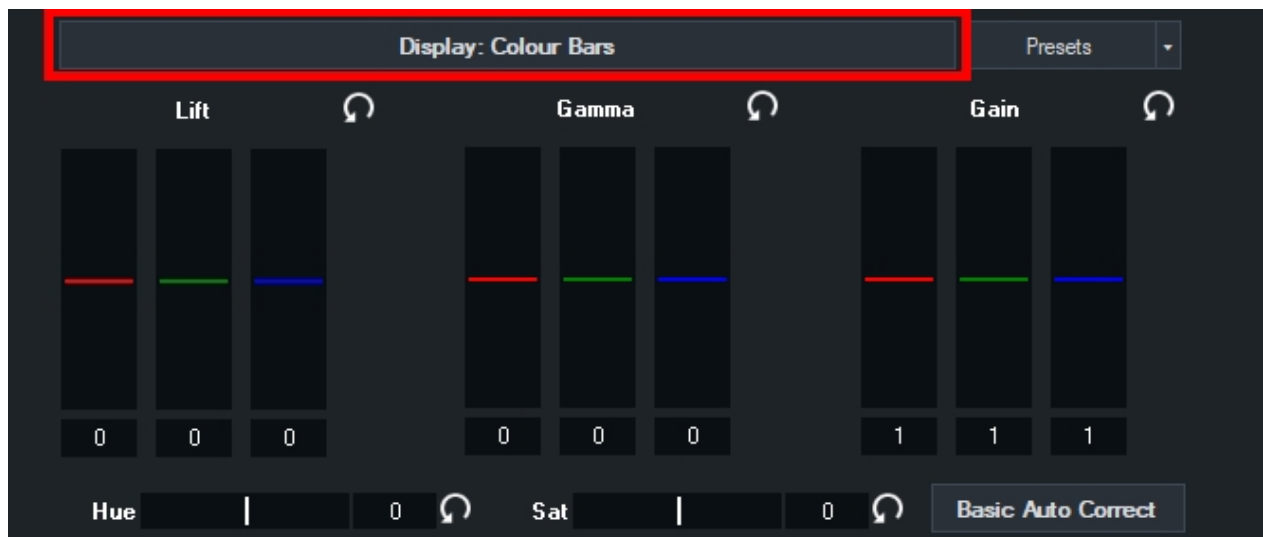 Display: Colour Bars Presets
Lift Gamma Gain
0 0 0 0 0 0 1 1 1
Hue 0 Sat 0 Basic Auto Correct